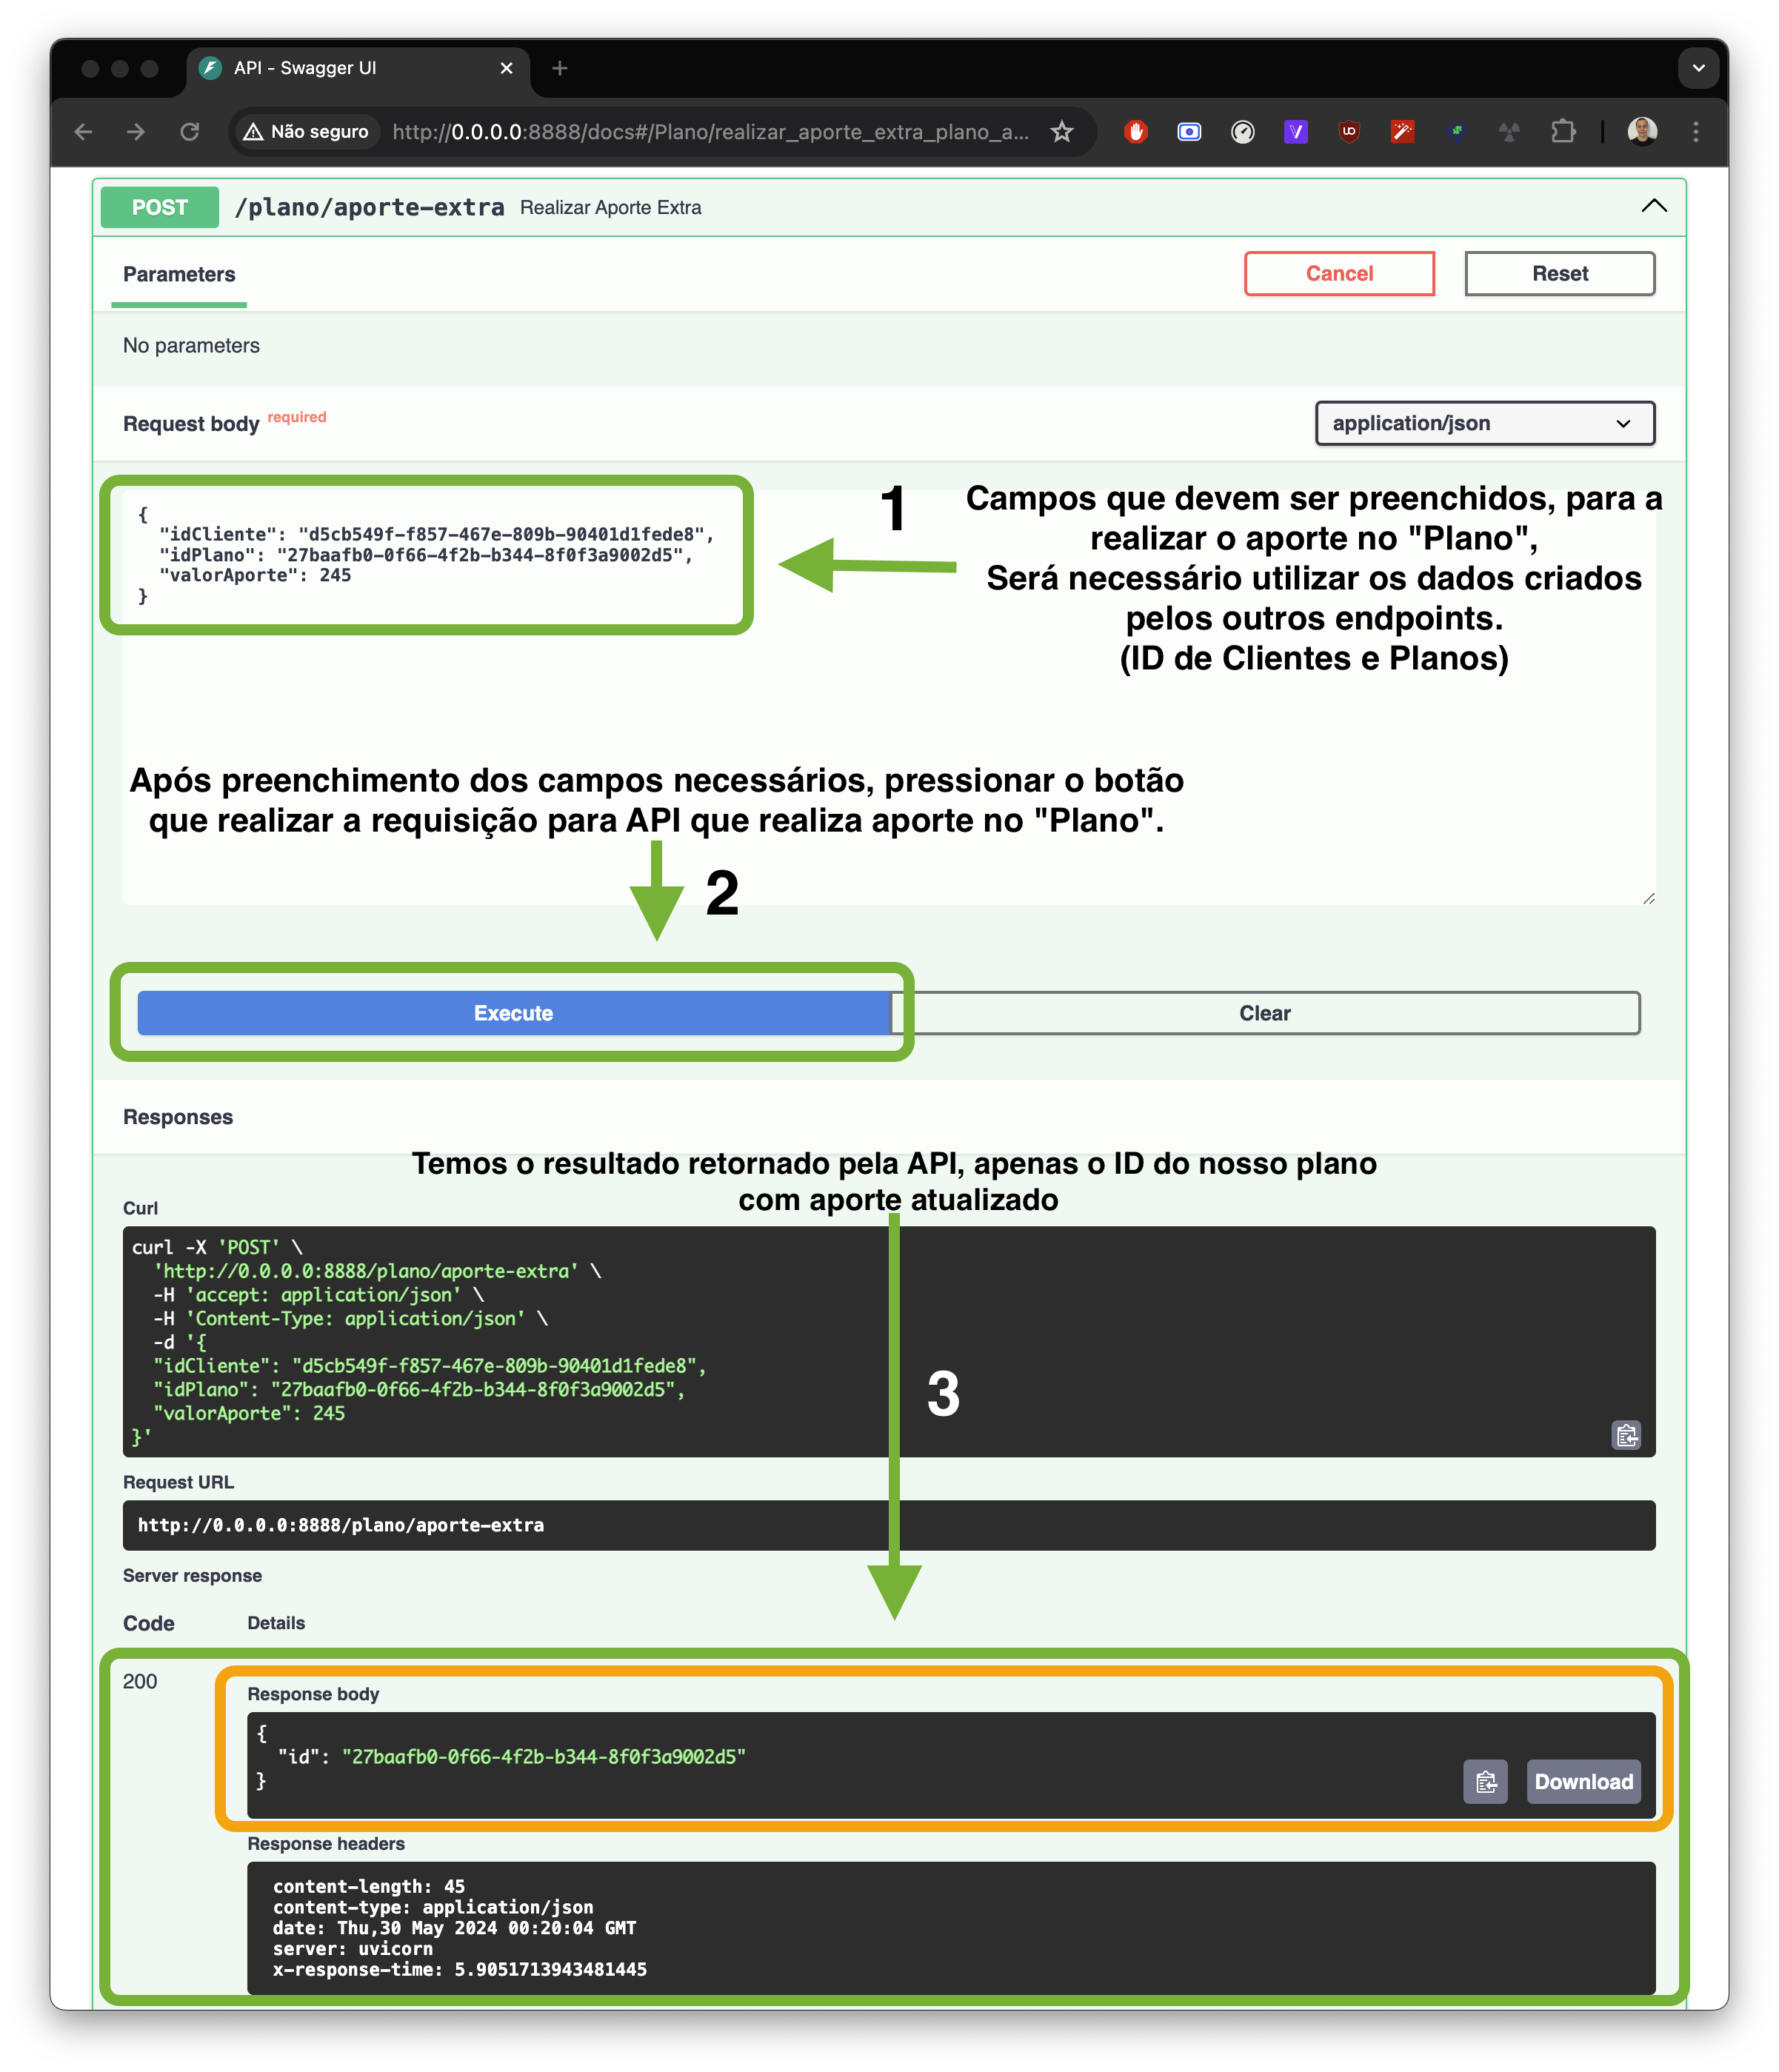 API - Swagger UI
Não seguro
http://0.0.0.0:8888/docs#/Plano/realizar_aporte_extra_plano_a...
POST /plano/aporte-extra Realizar Aporte Extra
Parameters
Cancel
Reset
No parameters
Request body required
application/json
{
"idCliente": "d5cb549f-f857-467e-809b-90401d1fede8",
"idPlano": "27baafb0-0f66-4f2b-b344-8f0f3a9002d5",
"valorAporte": 245
}
1
Campos que devem ser preenchidos, para a
realizar o aporte no "Plano",
Será necessário utilizar os dados criados
pelos outros endpoints.
(ID de Clientes e Planos)
Após preenchimento dos campos necessários, pressionar o botão
que realizar a requisição para API que realiza aporte no "Plano".
2
Execute
Clear
Responses
Temos o resultado retornado pela API, apenas o ID do nosso plano
com aporte atualizado
Curl
curl -X 'POST' \
'http://0.0.0.0:8888/plano/aporte-extra' \
-H 'accept: application/json' \
-H 'Content-Type: application/json' \
-d '{
"idCliente": "d5cb549f-f857-467e-809b-90401d1fede8",
"idPlano": "27baafb0-0f66-4f2b-b344-8f0f3a9002d5",
"valorAporte": 245
}'
3
Request URL
http://0.0.0.0:8888/plano/aporte-extra
Server response
Code Details
200
Response body
{
"id": "27baafb0-0f66-4f2b-b344-8f0f3a9002d5"
}
Download
Response headers
content-length: 45
content-type: application/json
date: Thu,30 May 2024 00:20:04 GMT
server: uvicorn
x-response-time: 5.9051713943481445